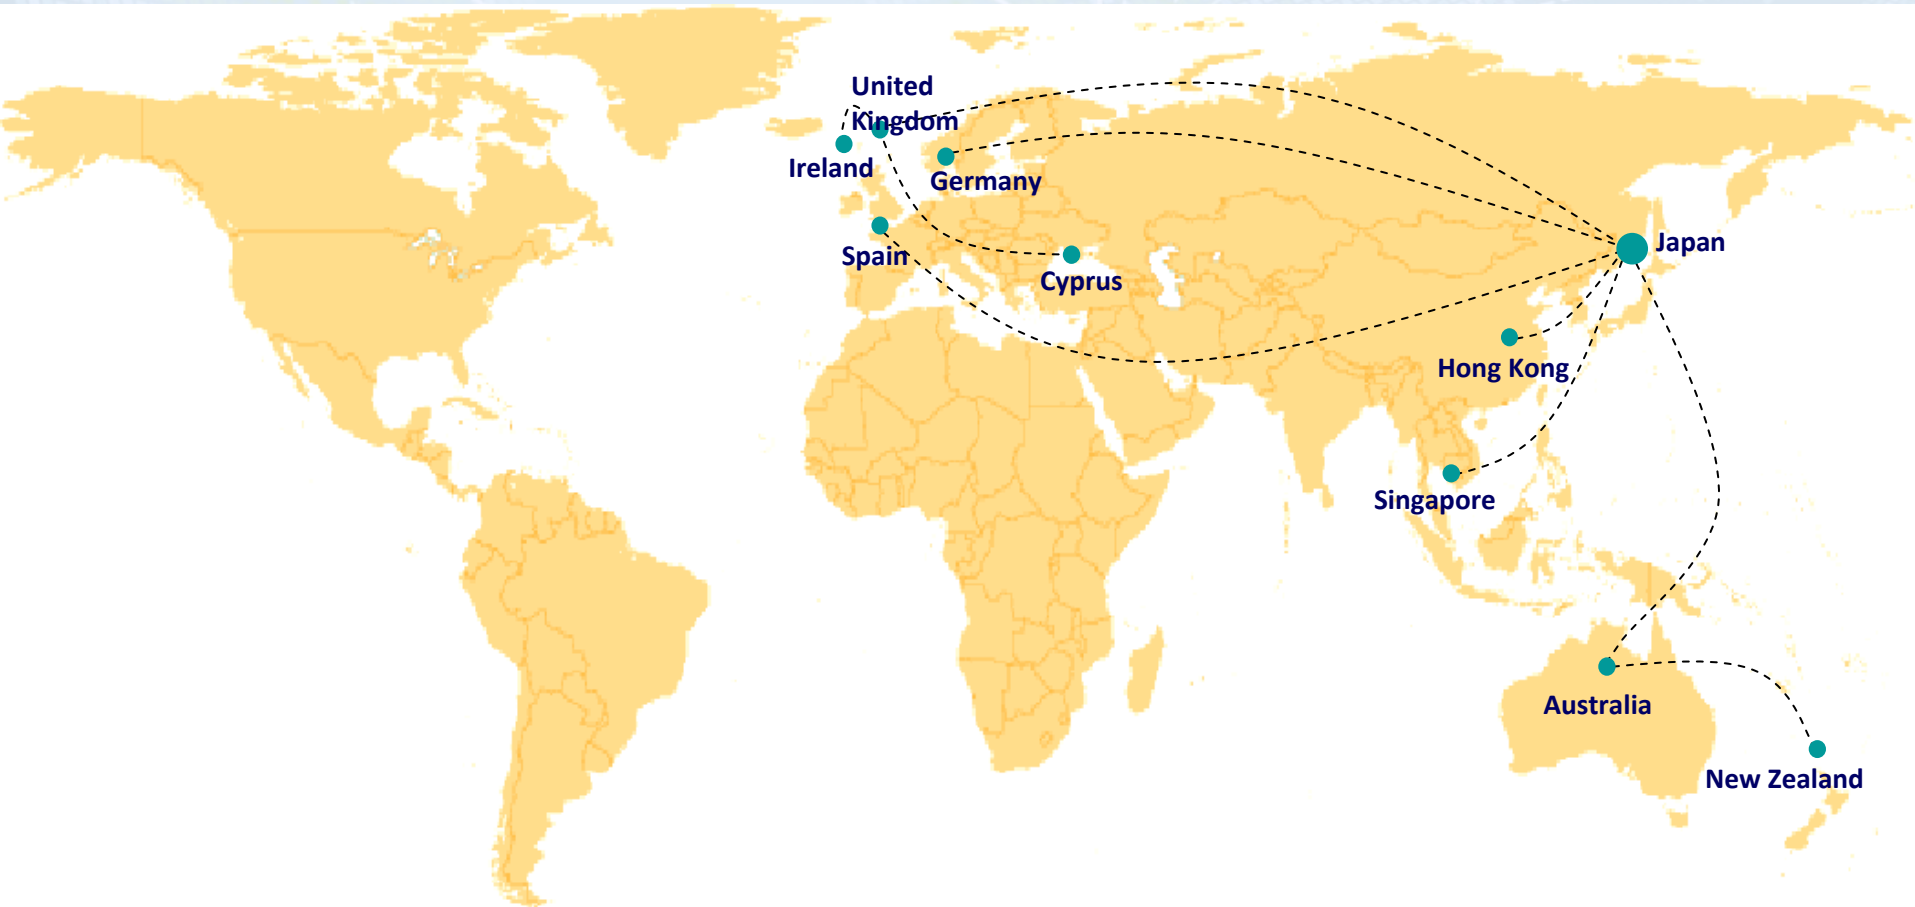 United
Kingdom
Ireland
Germany
Spain
Cyprus
Japan
Hong Kong
Singapore
Australia
New Zealand